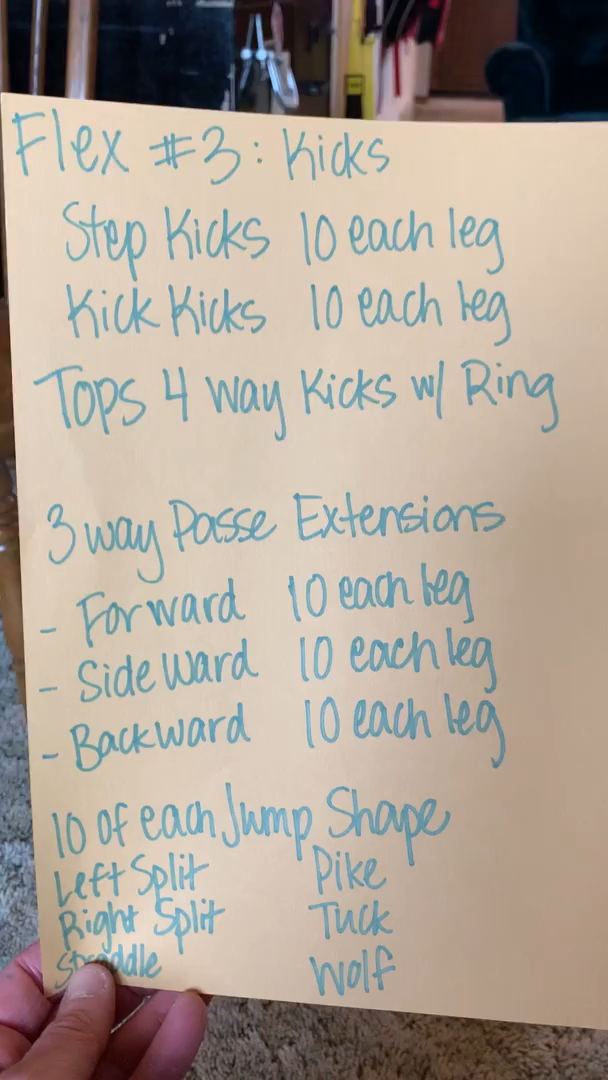 Flex #3: Kicks
Step Kicks 10 each leg
Kick Kicks 10 each leg
Tops 4 way Kicks w/ Ring
3 way Passe Extensions
- Forward 10 each leg
- Side Ward 10 each leg
- Backward 10 each leg
10 of each Jump Shape
Left Split Pike
Right Split Tuck
Straddle Wolf